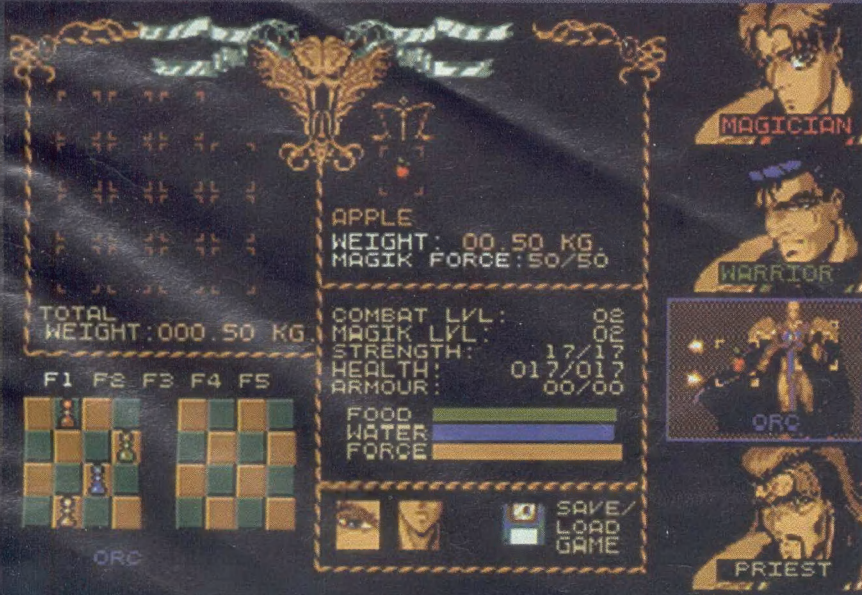 MAGICIAN
APPLE
WEIGHT: 00.50 KG.
MAGIK FORCE:50/50
WARRIOR
TOTAL
WEIGHT:000.50 KG.
COMBAT LVL: 02
MAGIK LVL: 02
STRENGTH: 17/17
HEALTH: 017/017
ARMOUR: 00/00
ORC
F1 F2 F3 F4 F5
FOOD
WATER
FORCE
SAVE/
LOAD
GAME
ORC
PRIEST